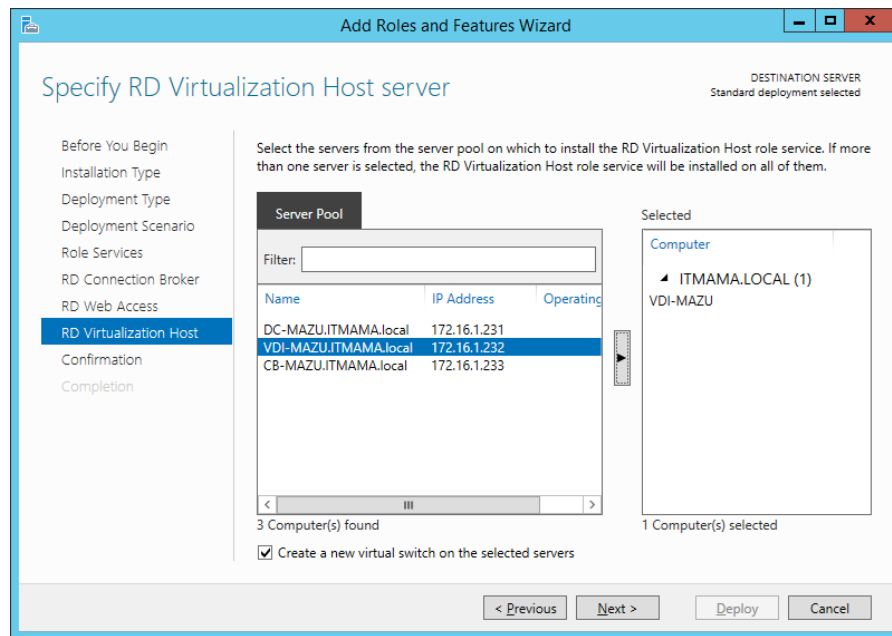 Add Roles and Features Wizard
Specify RD Virtualization Host server
DESTINATION SERVER
Standard deployment selected
Before You Begin
Installation Type
Deployment Type
Deployment Scenario
Role Services
RD Connection Broker
RD Web Access
RD Virtualization Host
Confirmation
Completion
Select the servers from the server pool on which to install the RD Virtualization Host role service. If more
than one server is selected, the RD Virtualization Host role service will be installed on all of them.
Server Pool
Filter:
Name IP Address Operating
DC-MAZU.ITMAMA.local 172.16.1.231
VDI-MAZU.ITMAMA.local 172.16.1.232
CB-MAZU.ITMAMA.local 172.16.1.233
3 Computer(s) found
Selected
Computer
ITMAMA.LOCAL (1)
VDI-MAZU
1 Computer(s) selected
Create a new virtual switch on the selected servers
< Previous Next > Deploy Cancel